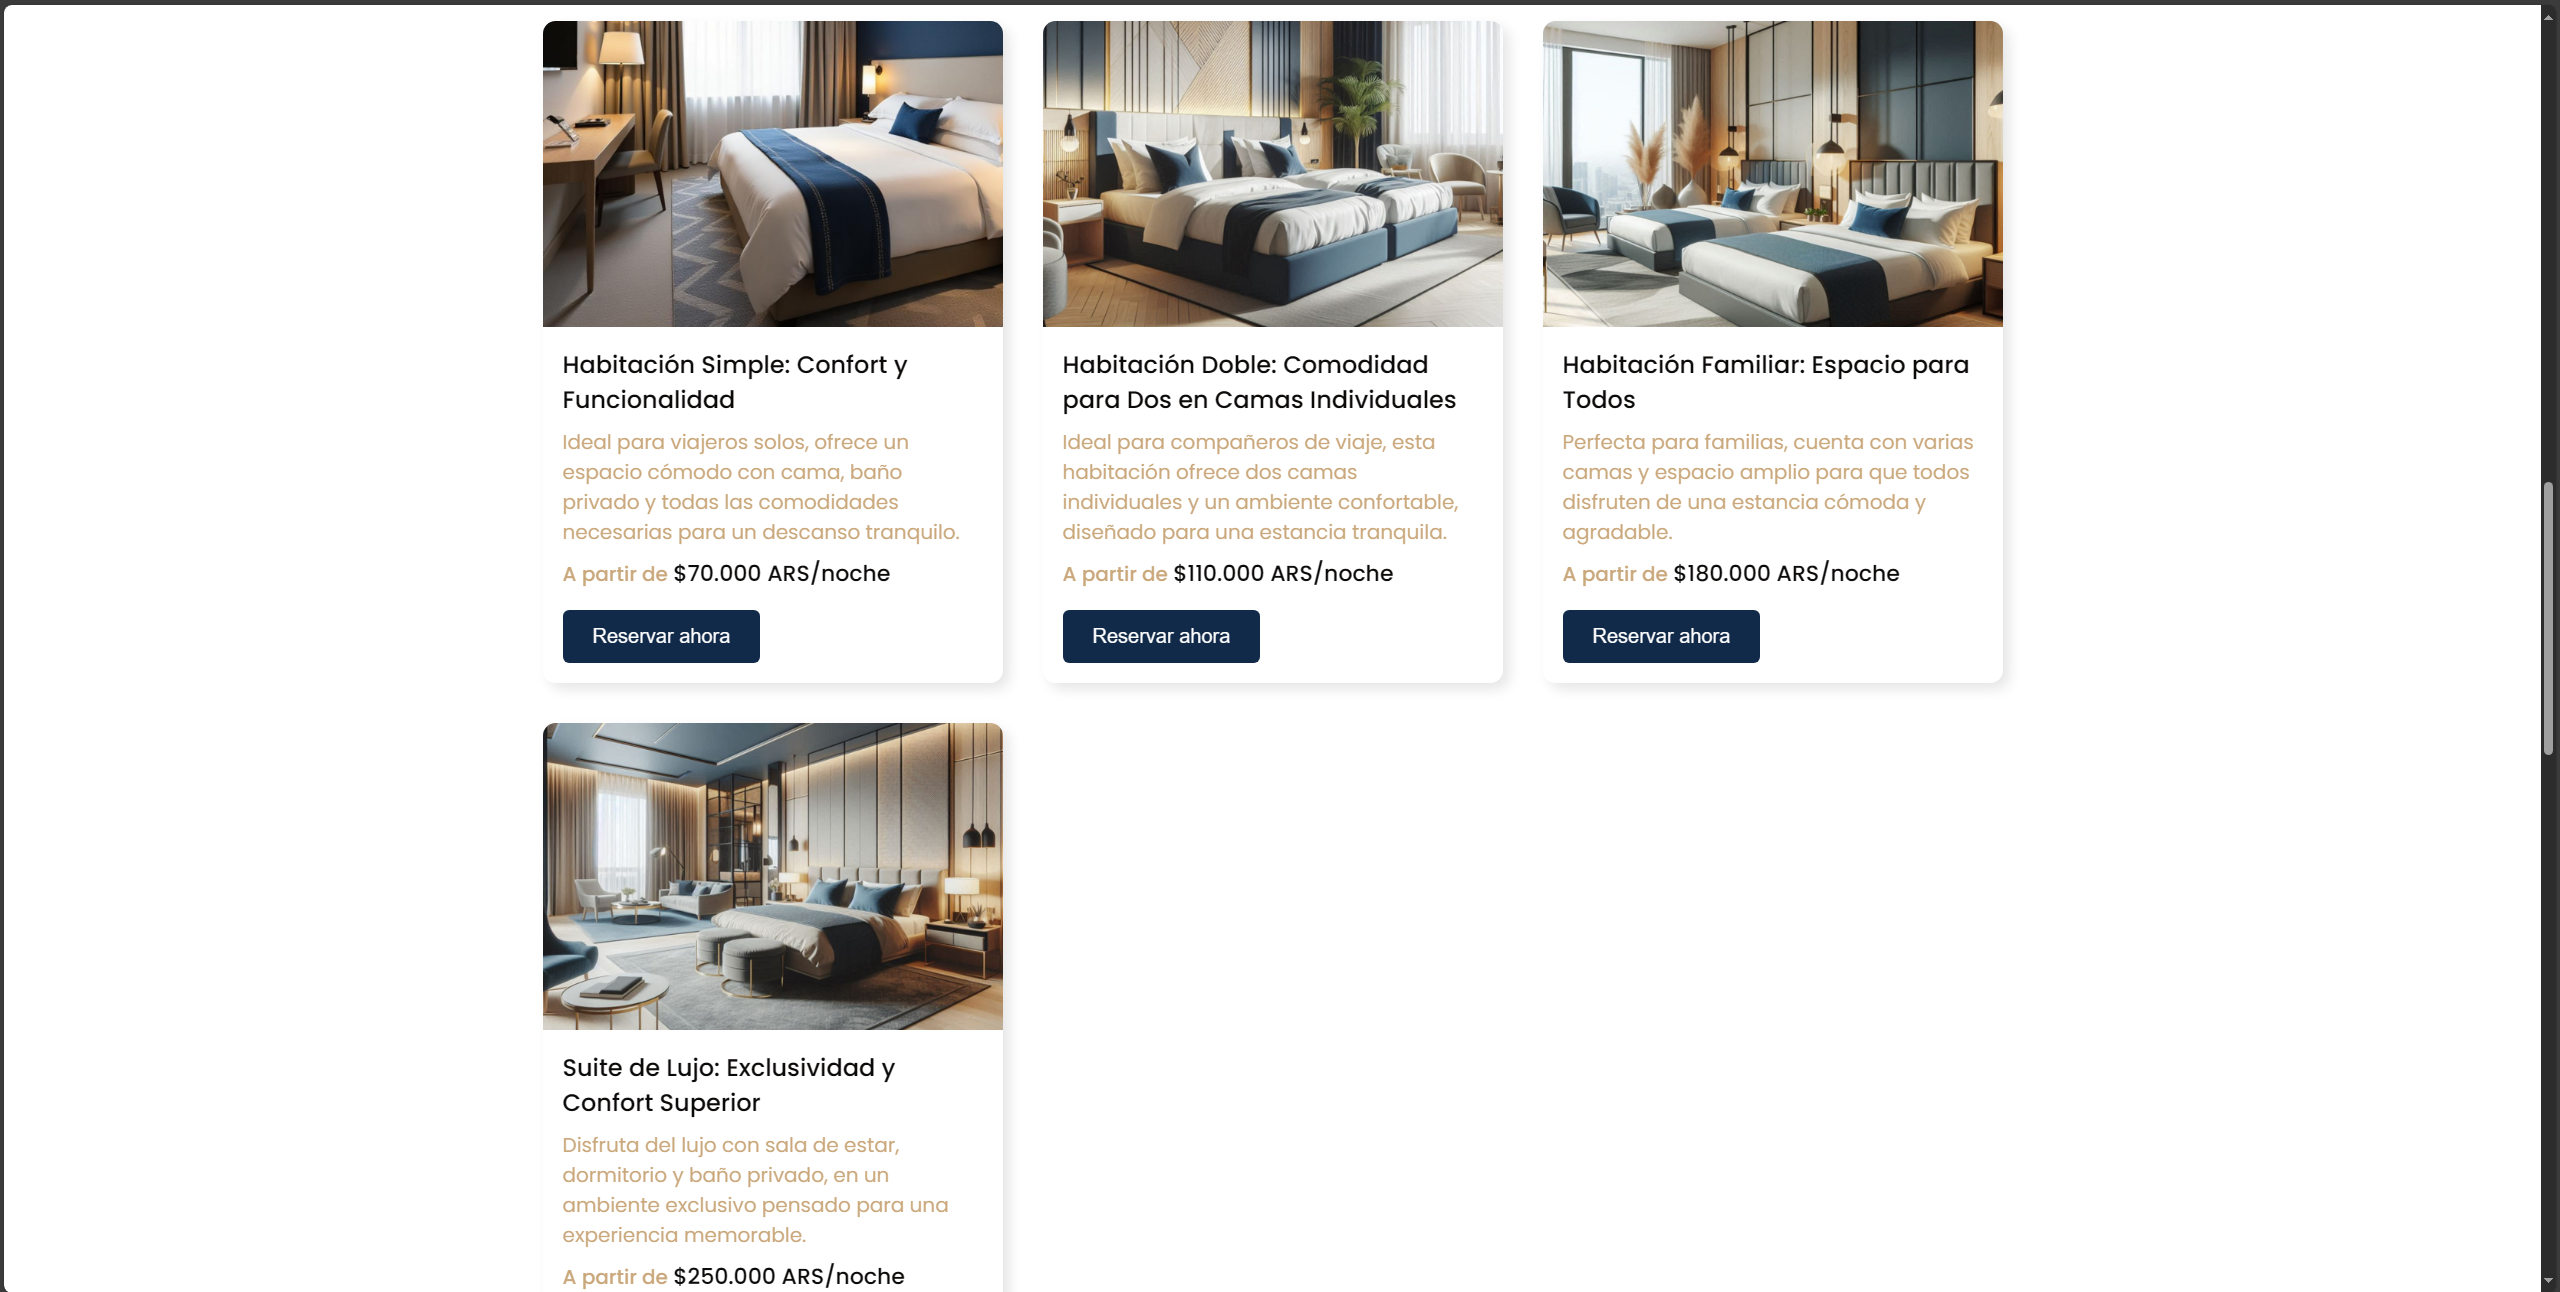 Habitación Simple: Confort y
Funcionalidad
Ideal para viajeros solos, ofrece un
espacio cómodo con cama, baño
privado y todas las comodidades
necesarias para un descanso tranquilo.
A partir de $70.000 ARS/noche
Reservar ahora
Habitación Doble: Comodidad
para Dos en Camas Individuales
Ideal para compañeros de viaje, esta
habitación ofrece dos camas
individuales y un ambiente confortable,
diseñado para una estancia tranquila.
A partir de $110.000 ARS/noche
Reservar ahora
Habitación Familiar: Espacio para
Todos
Perfecta para familias, cuenta con varias
camas y espacio amplio para que todos
disfruten de una estancia cómoda y
agradable.
A partir de $180.000 ARS/noche
Reservar ahora
Suite de Lujo: Exclusividad y
Confort Superior
Disfruta del lujo con sala de estar,
dormitorio y baño privado, en un
ambiente exclusivo pensado para una
experiencia memorable.
A partir de $250.000 ARS/noche